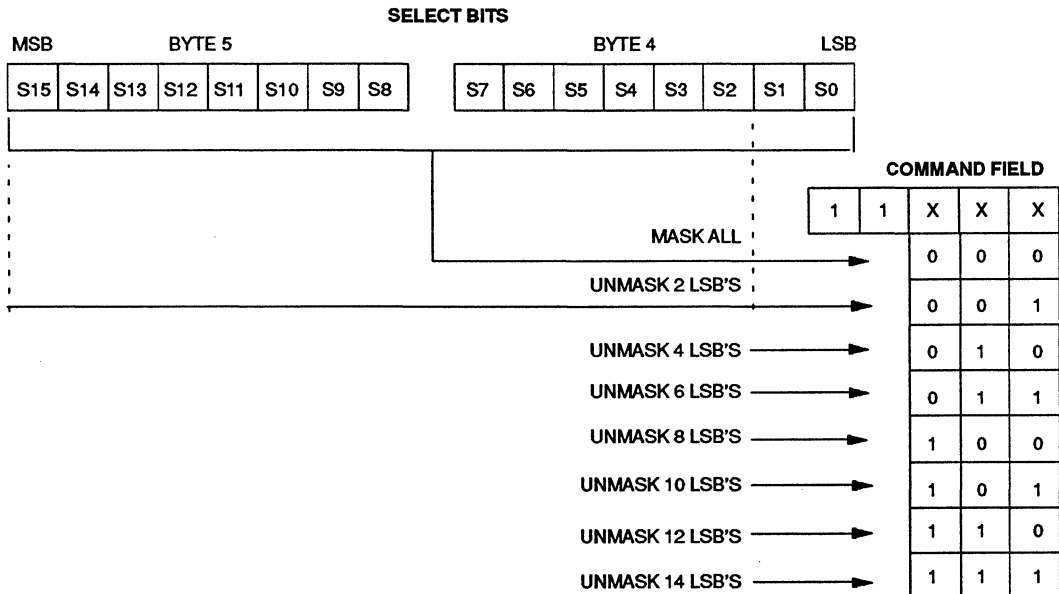 SELECT BITS
MSB BYTE 5 BYTE 4 LSB
S15 S14 S13 S12 S11 S10 S9 S8 S7 S6 S5 S4 S3 S2 S1 S0
COMMAND FIELD
1 1 X X X
MASK ALL 0 0 0
UNMASK 2 LSB'S 0 0 1
UNMASK 4 LSB'S 0 1 0
UNMASK 6 LSB'S 0 1 1
UNMASK 8 LSB'S 1 0 0
UNMASK 10 LSB'S 1 0 1
UNMASK 12 LSB'S 1 1 0
UNMASK 14 LSB'S 1 1 1